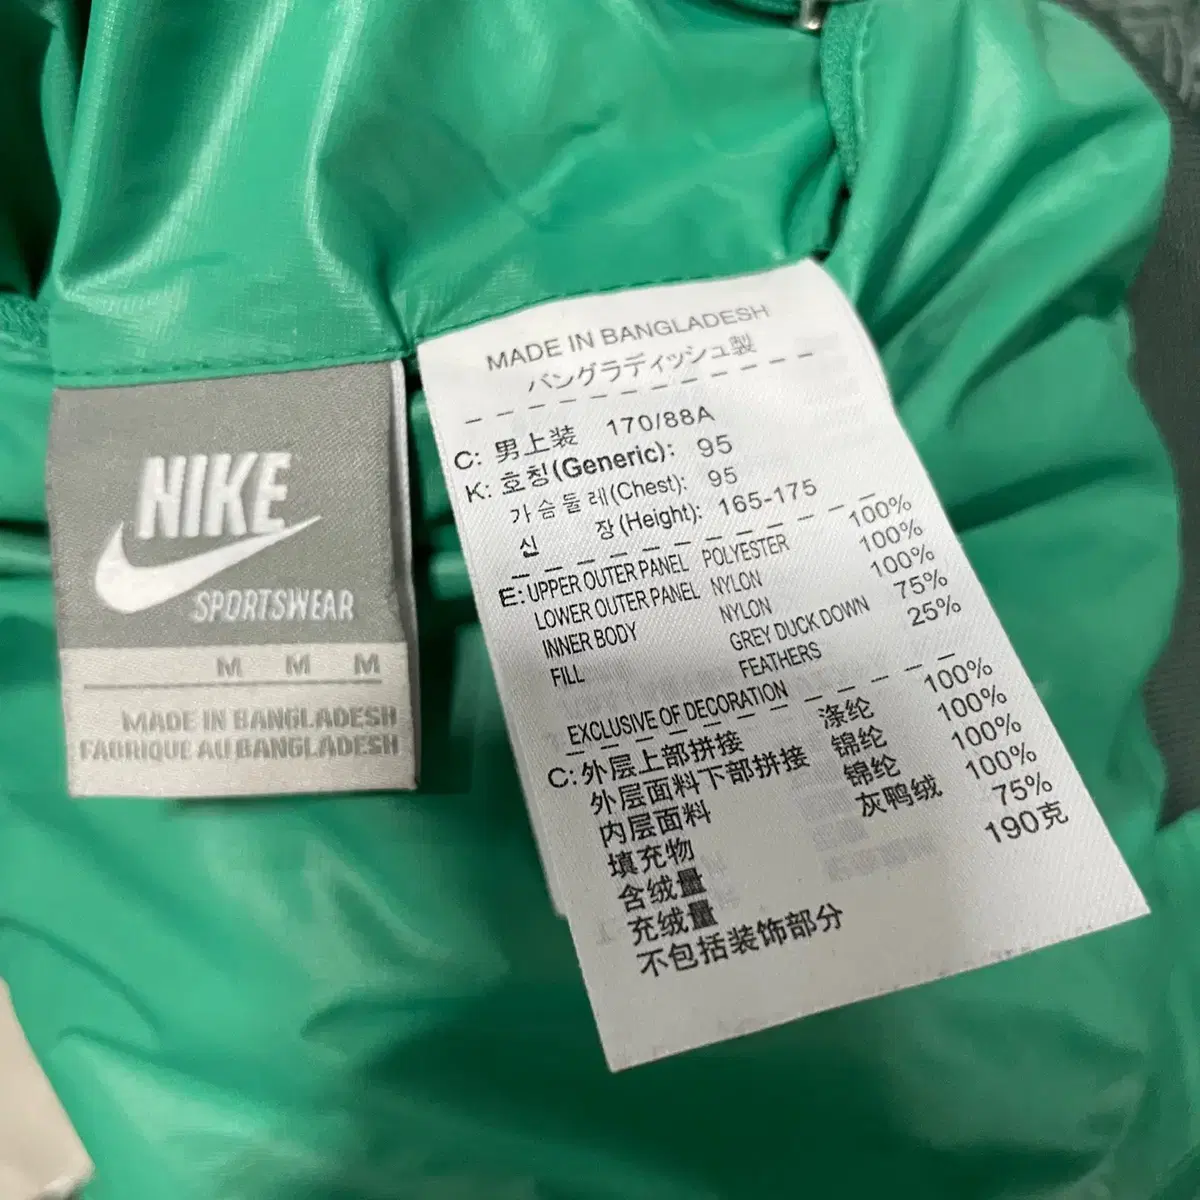 NIKE
SPORTSWEAR
M M M
MADE IN BANGLADESH
FABRIQUE AU BANGLADESH
MADE IN BANGLADESH
バングラディッシュ製
C: 男上装 170/88A
K: 호칭(Generic): 95
가슴둘레(Chest): 95
신 장(Height): 165-175
E: UPPER OUTER PANEL POLYESTER 100%
LOWER OUTER PANEL NYLON 100%
INNER BODY NYLON 100%
FILL GREY DUCK DOWN 75%
FEATHERS 25%
EXCLUSIVE OF DECORATION
C: 外层上部拼接 涤纶 100%
外层面料下部拼接 锦纶 100%
内层面料 锦纶 100%
填充物 灰鸭绒 100%
含绒量 75%
充绒量 190克
不包括装饰部分